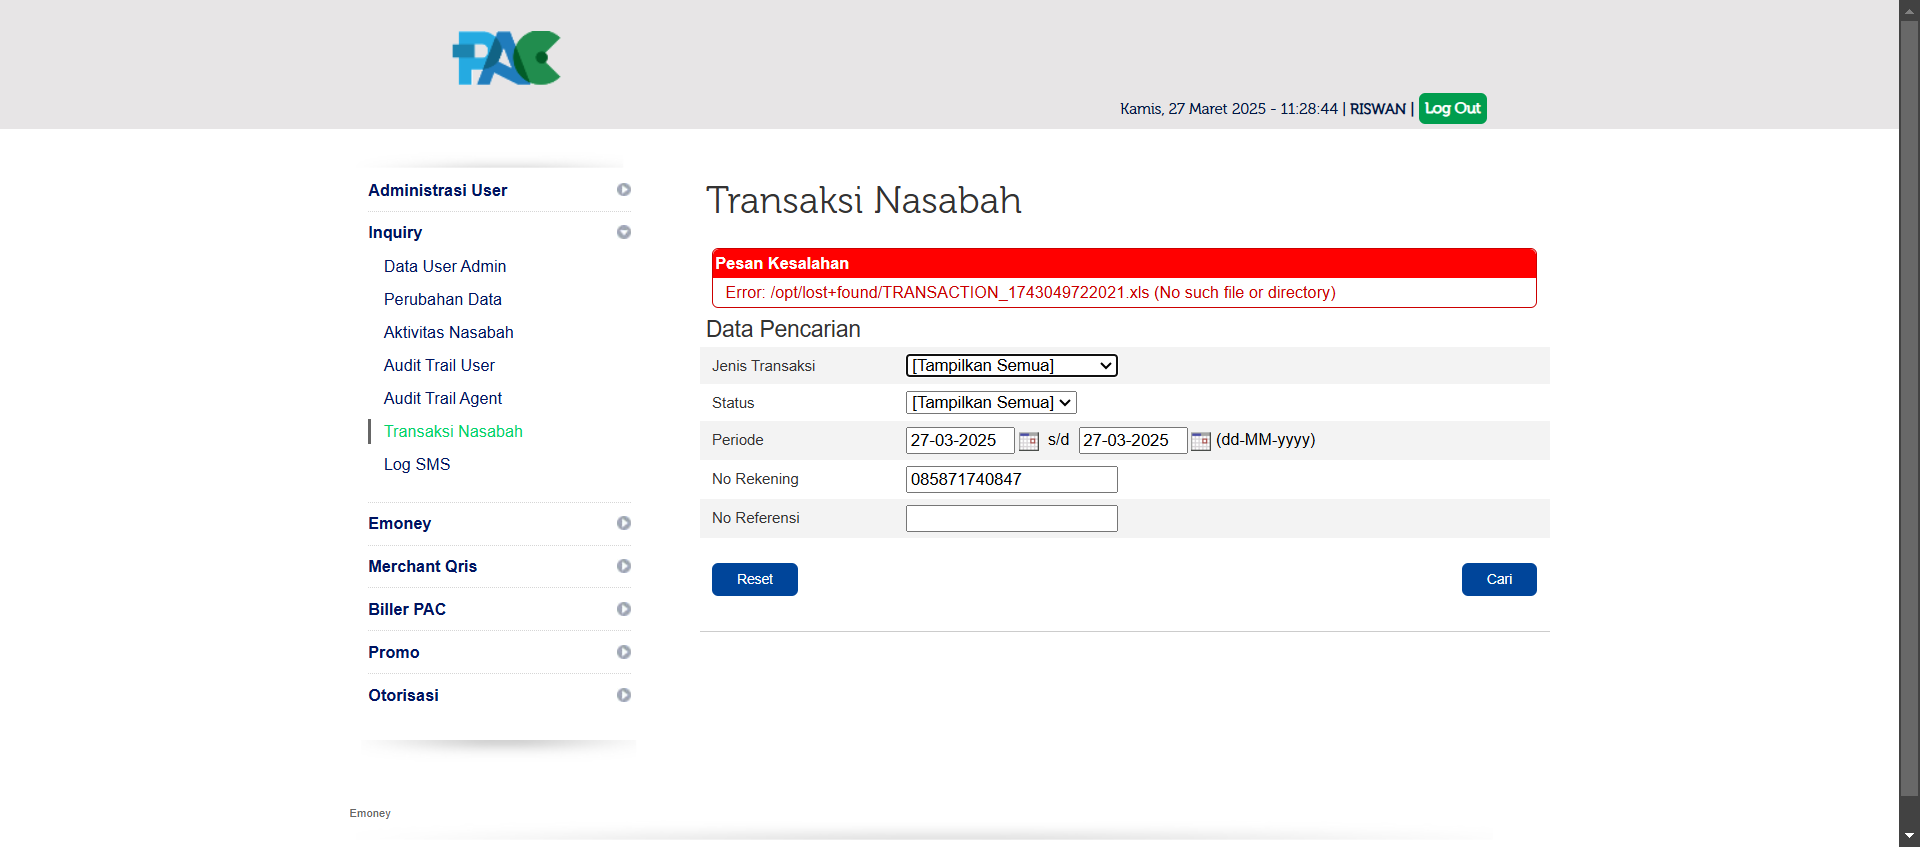 PAC
Kamis, 27 Maret 2025 - 11:28:44 | RISWAN | Log Out
Administrasi User
Inquiry
Data User Admin
Perubahan Data
Aktivitas Nasabah
Audit Trail User
Audit Trail Agent
Transaksi Nasabah
Log SMS
Emoney
Merchant Qris
Biller PAC
Promo
Otorisasi
Transaksi Nasabah
Pesan Kesalahan
Error: /opt/lost+found/TRANSACTION_1743049722021.xls (No such file or directory)
Data Pencarian
Jenis Transaksi [Tampilkan Semua]
Status [Tampilkan Semua]
Periode 27-03-2025 s/d 27-03-2025 (dd-MM-yyyy)
No Rekening 085871740847
No Referensi
Reset Cari
Emoney